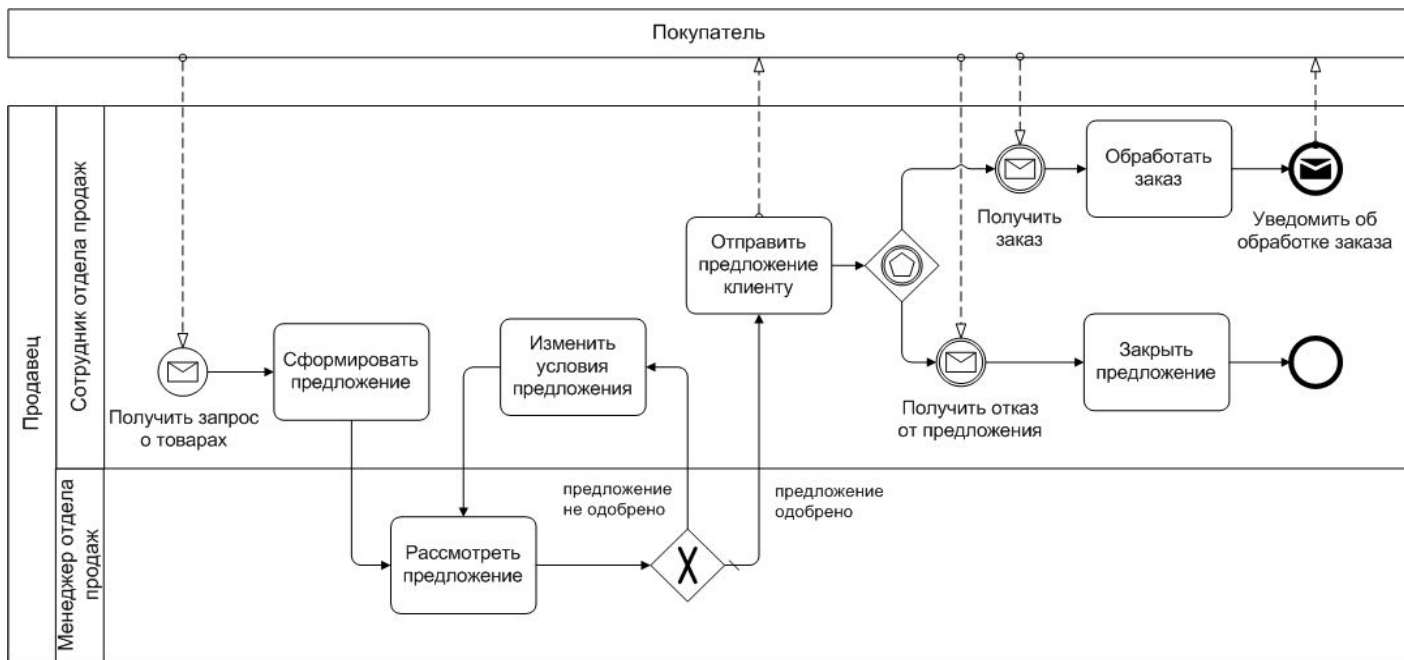 Покупатель
Продавец
Сотрудник отдела продаж
Получить запрос
о товарах
Сформировать
предложение
Изменить
условия
предложения
Отправить
предложение
клиенту
Получить
заказ
Обработать
заказ
Уведомить об
обработке заказа
Получить отказ
от предложения
Закрыть
предложение
Менеджер отдела
продаж
Рассмотреть
предложение
предложение
не одобрено
предложение
одобрено